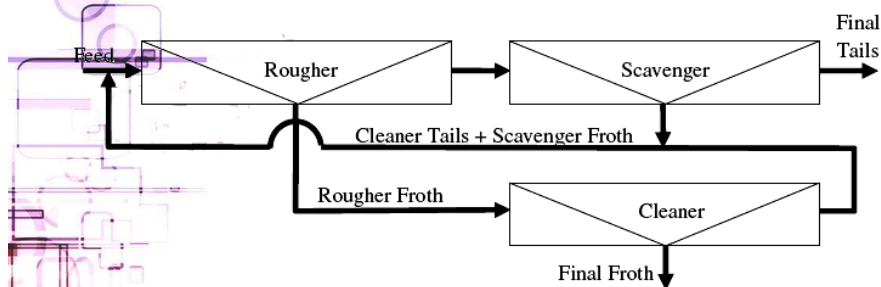 Final
Tails
Feed
Rougher
Scavenger
Cleaner Tails + Scavenger Froth
Rougher Froth
Cleaner
Final Froth